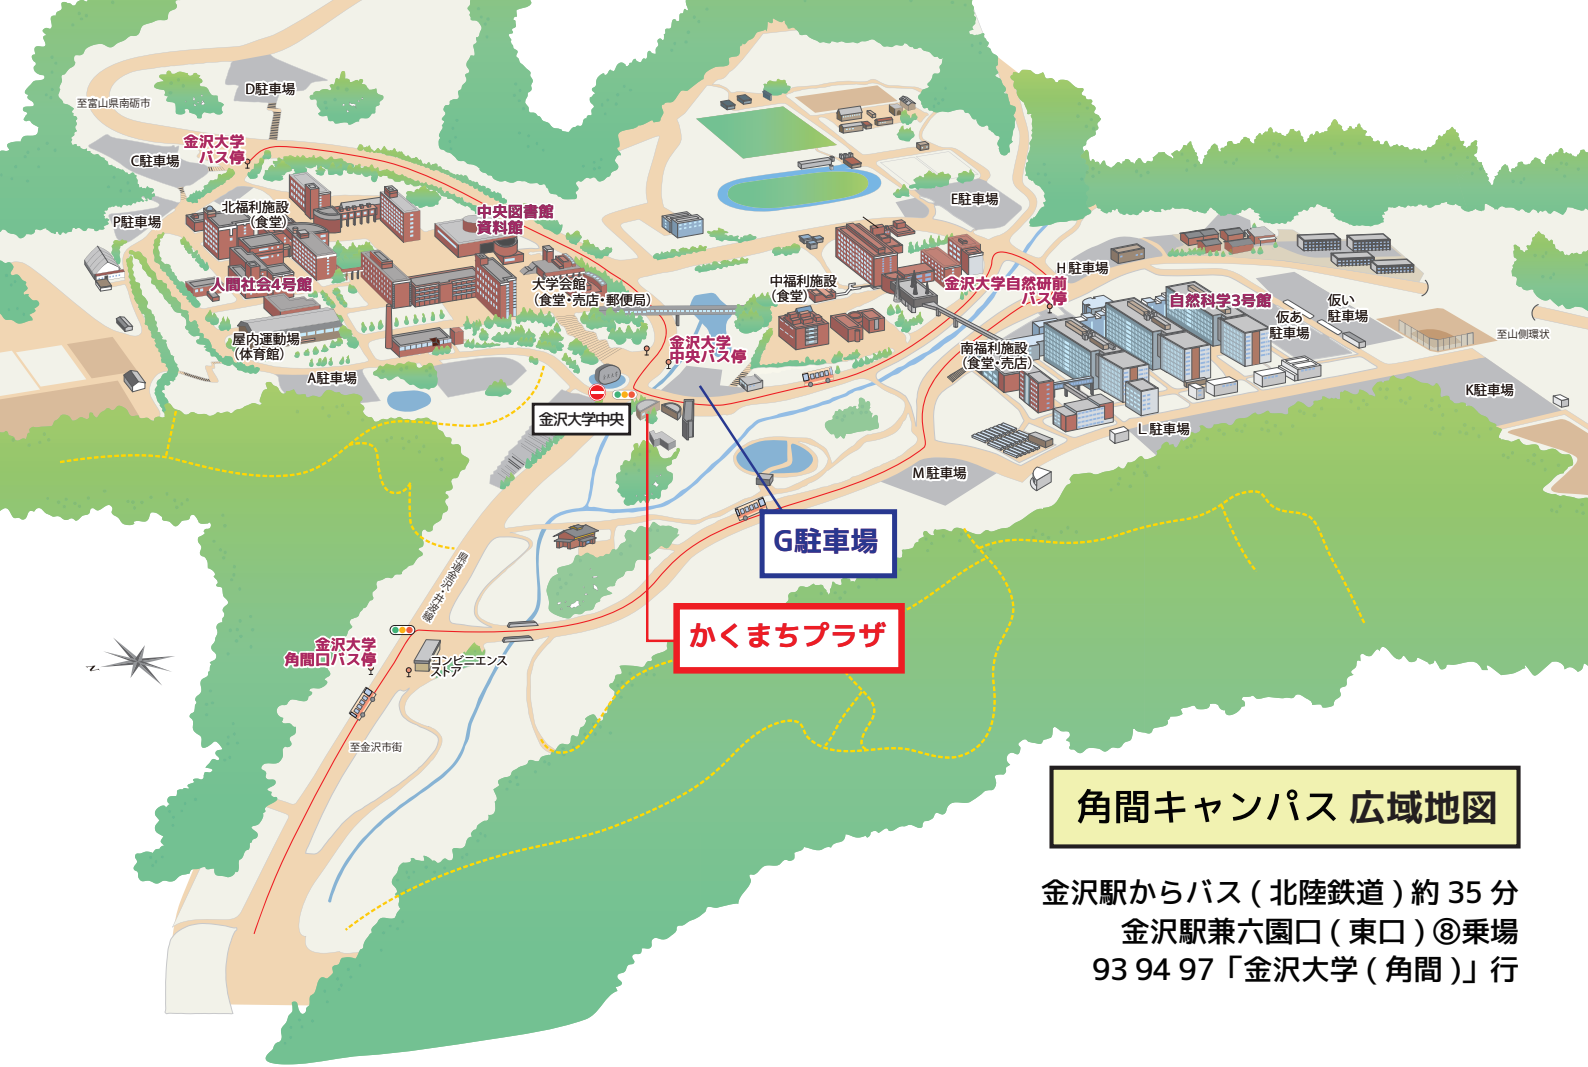 D駐車場
至富山県南砺市
金沢大学
バス停
C駐車場
P駐車場
北福利施設
(食堂)
中央図書館
資料館
E駐車場
人間社会4号館
大学会館
(食堂・売店・郵便局)
中福利施設
(食堂)
H駐車場
金沢大学自然研前
バス停
自然科学3号館
仮い
駐車場
仮あ
駐車場
至山側環状
屋内運動場
(体育館)
金沢大学
中央バス停
南福利施設
(食堂・売店)
A駐車場
K駐車場
金沢大学中央
L駐車場
M駐車場
G駐車場
県道金沢・井波線
かくまちプラザ
金沢大学
角間口バス停
コンビニエンス
ストア
N
至金沢市街
角間キャンパス 広域地図
金沢駅からバス ( 北陸鉄道 ) 約 35 分
金沢駅兼六園口 ( 東口 ) ⑧乗場
93 94 97「金沢大学 ( 角間 )」行